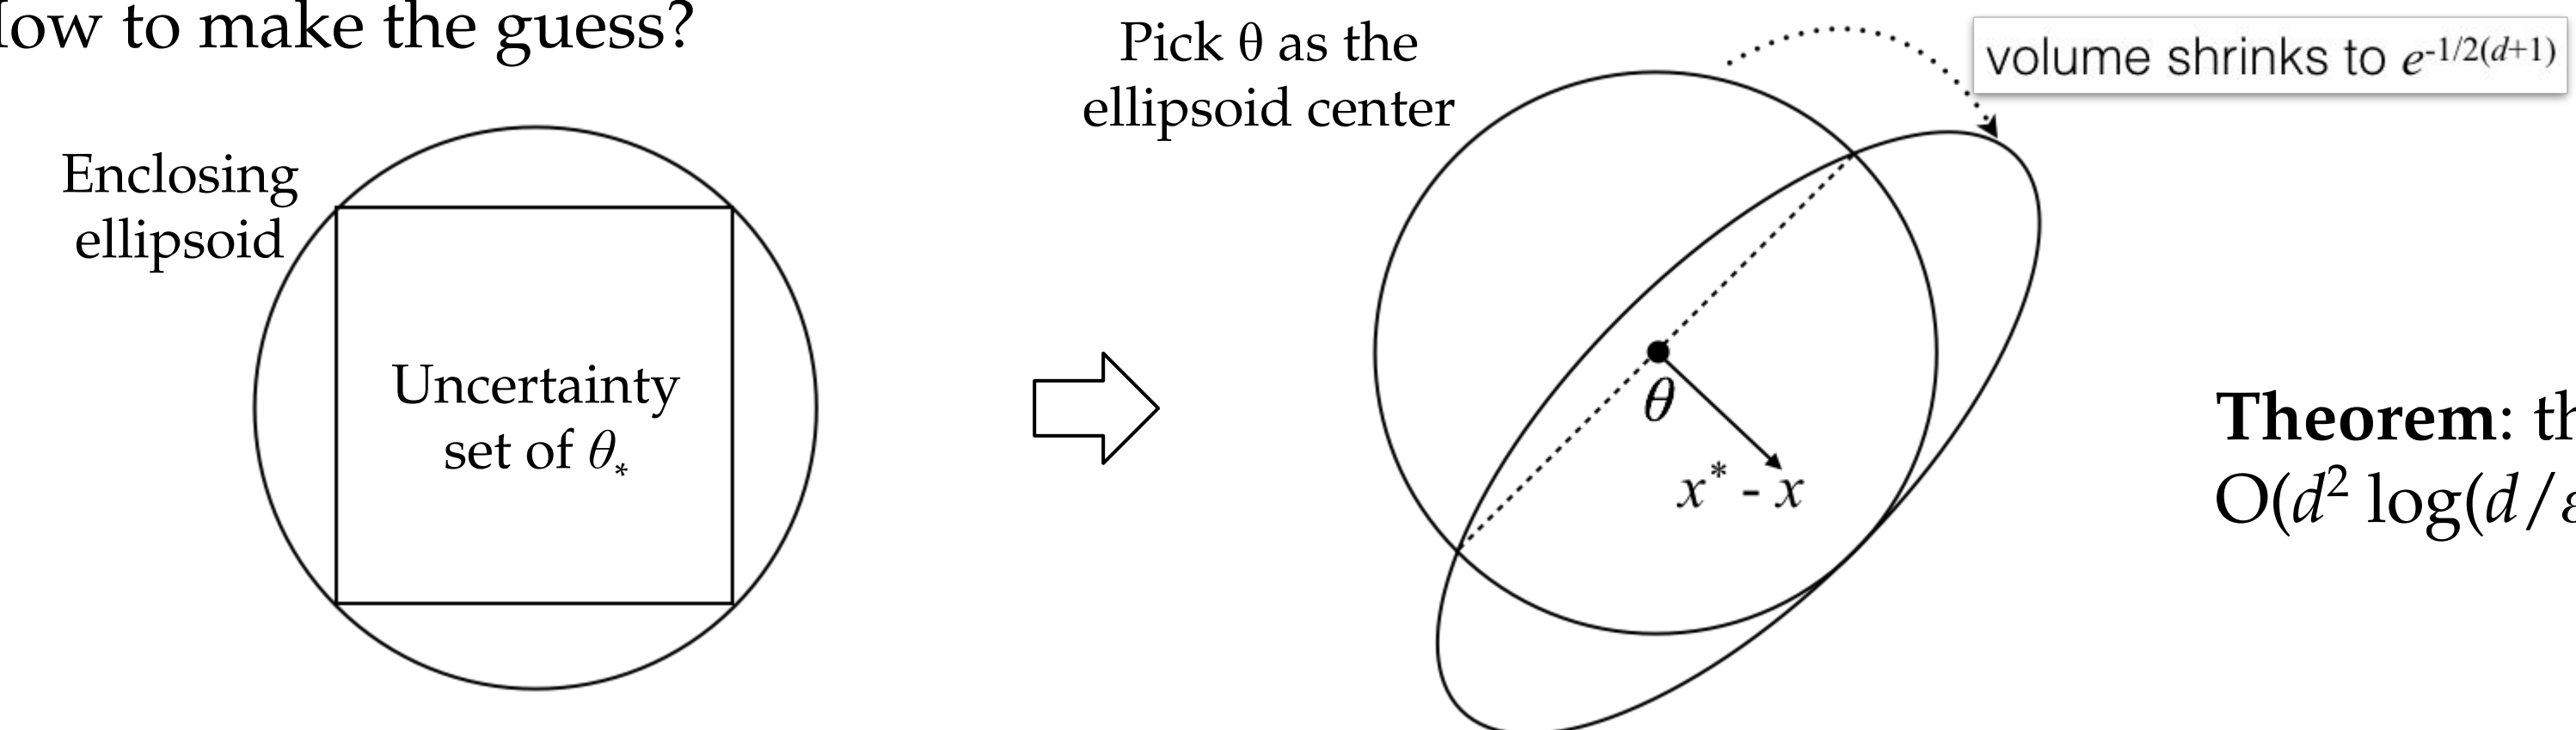 low to make the guess?
Enclosing
ellipsoid
Uncertainty
set of θ*
Pick θ as the
ellipsoid center
volume shrinks to e-1/2(d+1)
θ
x* - x
Theorem: th
O(d² log(d/ε